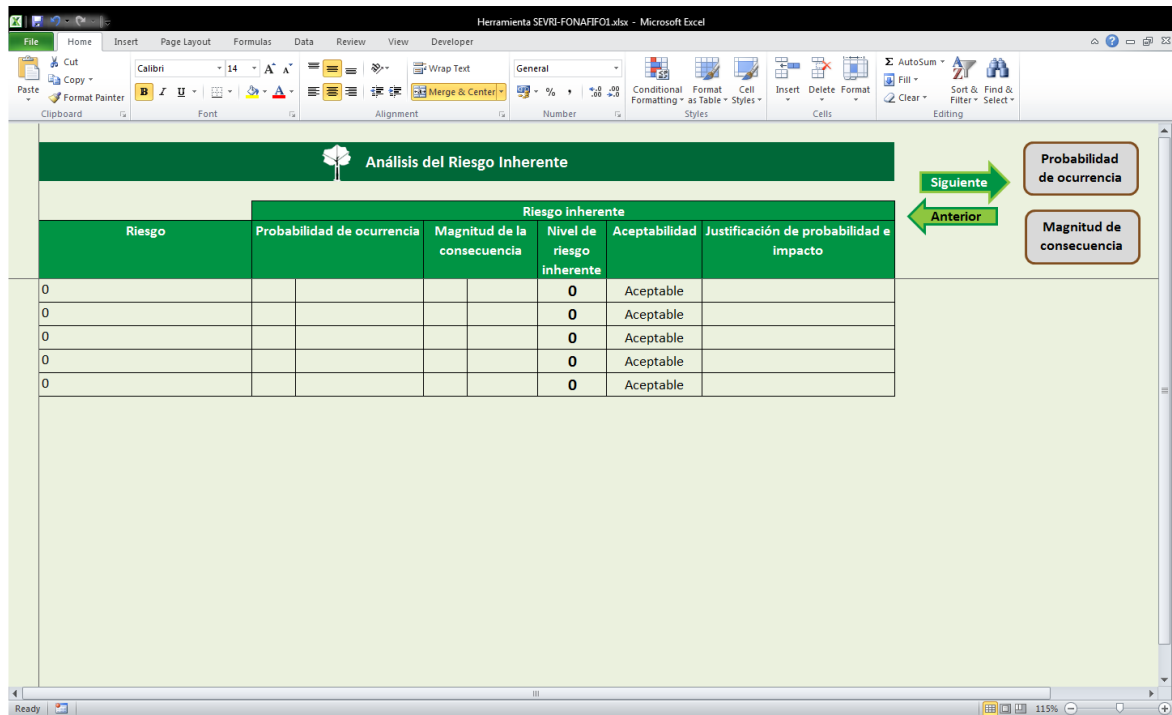 Herramienta SEVRI-FONAFIFO1.xlsx - Microsoft Excel
File Home Insert Page Layout Formulas Data Review View Developer
Paste
Cut
Copy
Format Painter
Clipboard
Calibri 14 A A
B I U A
Font
Wrap Text
Merge & Center
Alignment
General
% , .0 .00 .00 .0
Number
Conditional Formatting
Format as Table
Cell Styles
Styles
Insert Delete Format
Cells
Σ AutoSum
Fill
Clear
Sort & Filter
Find & Select
Editing
Análisis del Riesgo Inherente
Siguiente
Anterior
Probabilidad
de ocurrencia
Magnitud de
consecuencia
Riesgo inherente
Riesgo
Probabilidad de ocurrencia
Magnitud de la
consecuencia
Nivel de
riesgo
inherente
Aceptabilidad
Justificación de probabilidad e
impacto
0 0 Aceptable
0 0 Aceptable
0 0 Aceptable
0 0 Aceptable
0 0 Aceptable
Ready
115%